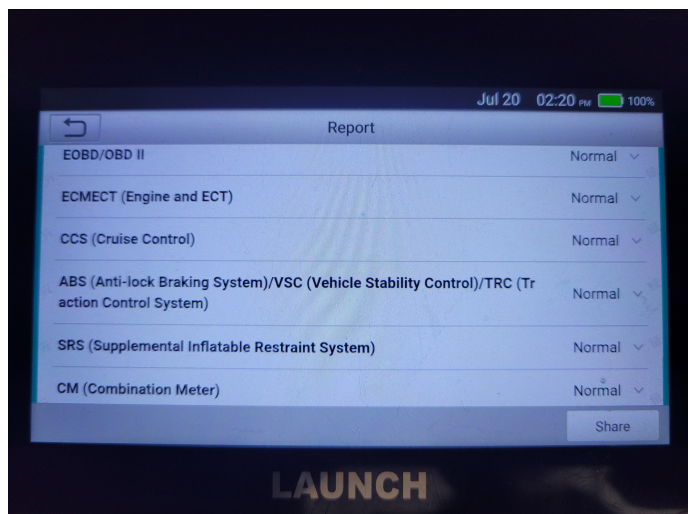 Jul 20 02:20 PM 100%
Report
EOBD/OBD II Normal
ECMECT (Engine and ECT) Normal
CCS (Cruise Control) Normal
ABS (Anti-lock Braking System)/VSC (Vehicle Stability Control)/TRC (Tr
action Control System) Normal
SRS (Supplemental Inflatable Restraint System) Normal
CM (Combination Meter) Normal
Share
LAUNCH